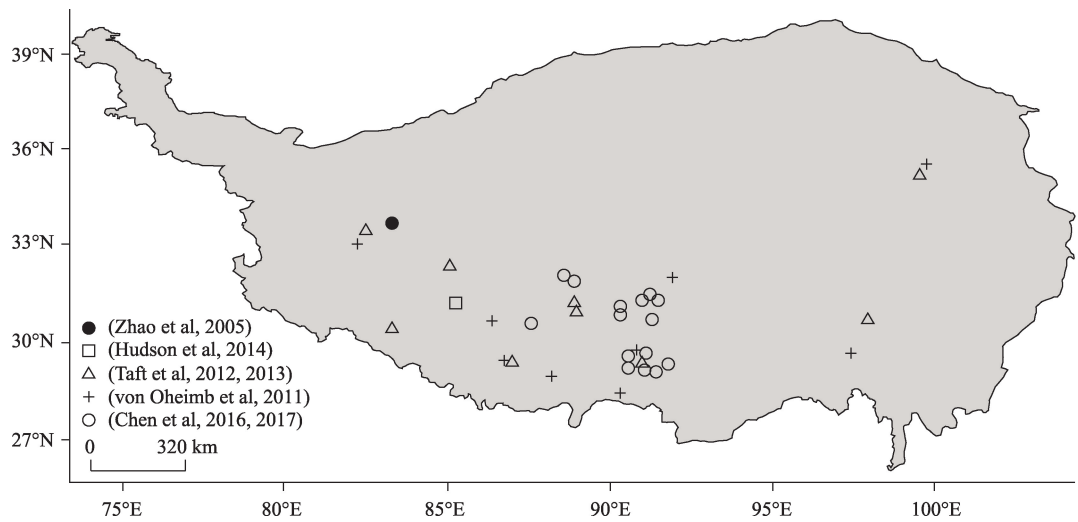 39°N
36°N
33°N
30°N
27°N
(Zhao et al, 2005)
(Hudson et al, 2014)
(Taft et al, 2012, 2013)
(von Oheimb et al, 2011)
(Chen et al, 2016, 2017)
0 320 km
75°E 80°E 85°E 90°E 95°E 100°E